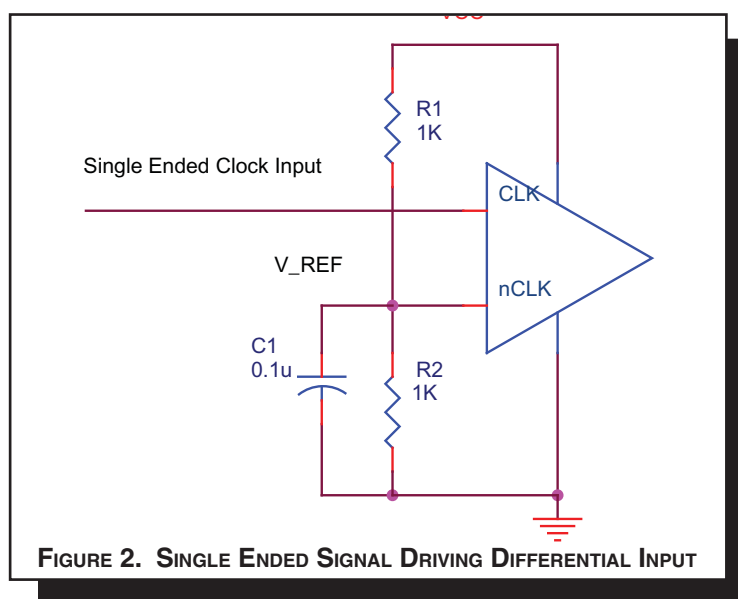 R1
1K
Single Ended Clock Input
CLK
V_REF
nCLK
C1
0.1u
R2
1K
FIGURE 2. SINGLE ENDED SIGNAL DRIVING DIFFERENTIAL INPUT